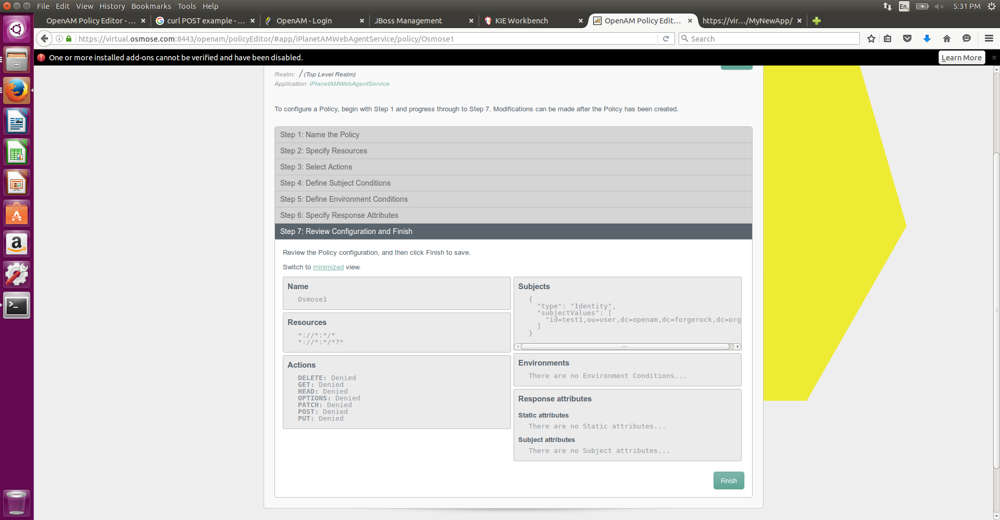 File Edit View History Bookmarks Tools Help
En1
5:31 PM
OpenAM Policy Editor - ...
curl POST example - ...
OpenAM - Login
JBoss Management
KIE Workbench
OpenAM Policy Edit...
https://vir.../MyNewApp/
https://virtual.osmose.com:8443/openam/policyEditor/#app/iPlanetAMWebAgentService/policy/Osmose1
Search
One or more installed add-ons cannot be verified and have been disabled.
Learn More
Realm: /(Top Level Realm)
Application: iPlanetAMWebAgentService
To configure a Policy, begin with Step 1 and progress through to Step 7. Modifications can be made after the Policy has been created.
Step 1: Name the Policy
Step 2: Specify Resources
Step 3: Select Actions
Step 4: Define Subject Conditions
Step 5: Define Environment Conditions
Step 6: Specify Response Attributes
Step 7: Review Configuration and Finish
Review the Policy configuration, and then click Finish to save.
Switch to minimized view.
Name
Osmose1
Resources
*://*:*/*
*://*:*/*?*
Actions
DELETE: Denied
GET: Denied
HEAD: Denied
OPTIONS: Denied
PATCH: Denied
POST: Denied
PUT: Denied
Subjects
{
"type": "Identity",
"subjectValues": [
"id=test1,ou=user,dc=openam,dc=forgerock,dc=org
]
}
Environments
There are no Environment Conditions...
Response attributes
Static attributes
There are no Static attributes...
Subject attributes
There are no Subject attributes...
Finish